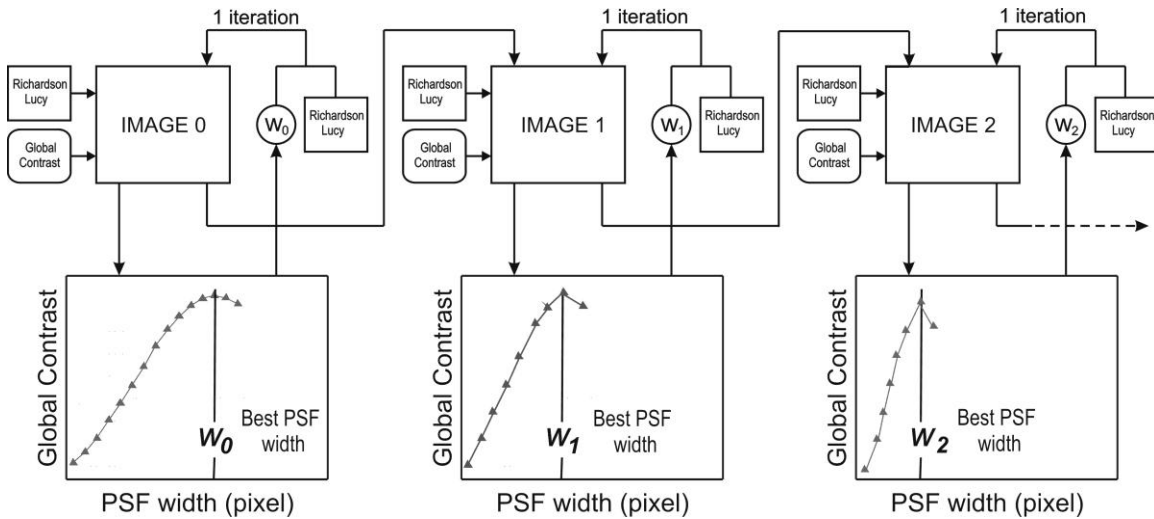 1 iteration
1 iteration
1 iteration
Richardson
Lucy
IMAGE 0
W0
Richardson
Lucy
Global
Contrast
Richardson
Lucy
IMAGE 1
W1
Richardson
Lucy
Global
Contrast
Richardson
Lucy
IMAGE 2
W2
Richardson
Lucy
Global
Contrast
Global Contrast
W0
Best PSF
width
PSF width (pixel)
Global Contrast
W1
Best PSF
width
PSF width (pixel)
Global Contrast
W2
Best PSF
width
PSF width (pixel)